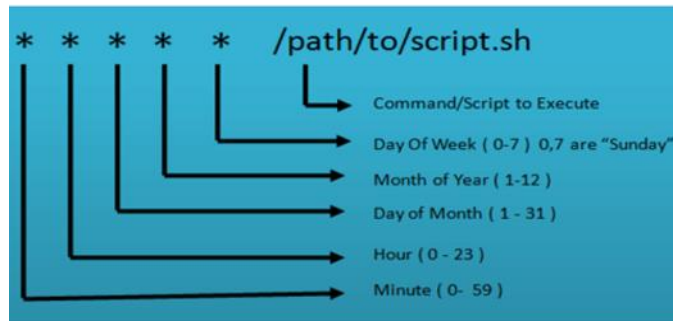 * * * * * /path/to/script.sh
Command/Script to Execute
Day Of Week ( 0-7 ) 0,7 are “Sunday”
Month of Year ( 1-12 )
Day of Month ( 1 - 31 )
Hour ( 0 - 23 )
Minute ( 0- 59 )